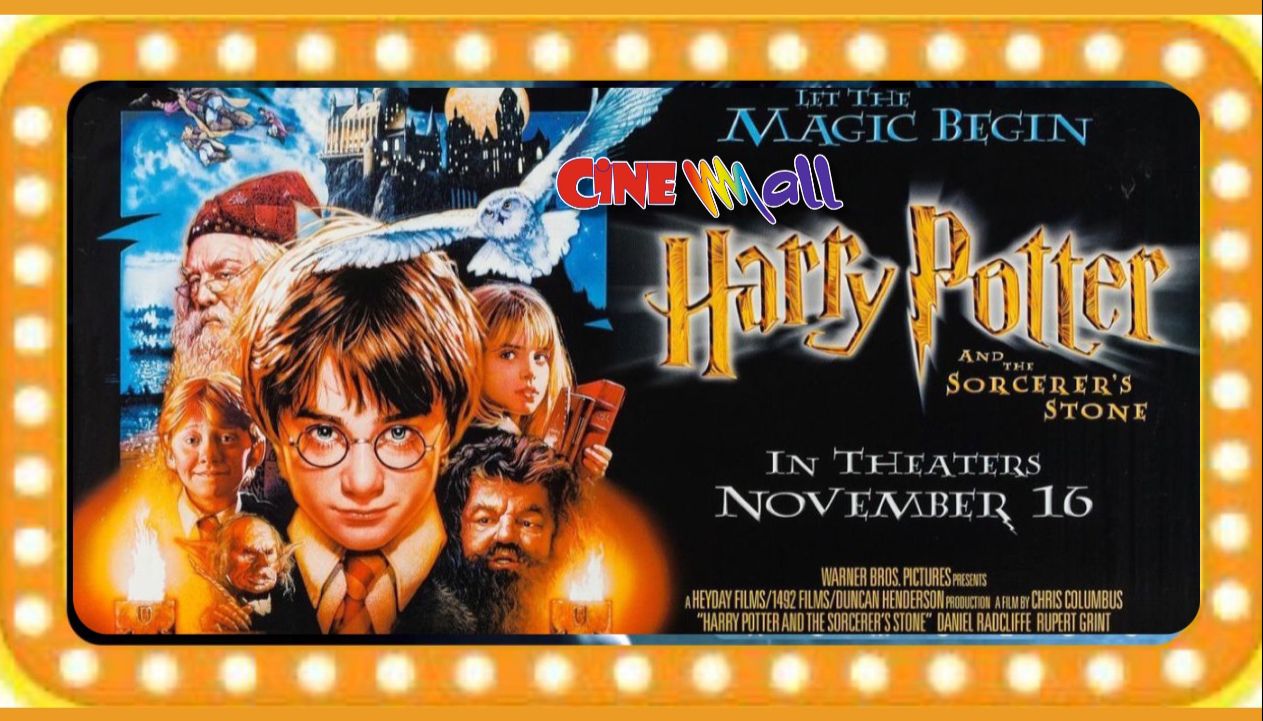 LET THE
MAGIC BEGIN
CiNE Mall
Harry Potter
AND
THE
SORCERER'S
STONE
IN THEATERS
NOVEMBER 16
WARNER BROS. PICTURES PRESENTS
A HEYDAY FILMS/1492 FILMS/DUNCAN HENDERSON PRODUCTION A FILM BY CHRIS COLUMBUS
"HARRY POTTER AND THE SORCERER'S STONE" DANIEL RADCLIFFE RUPERT GRINT